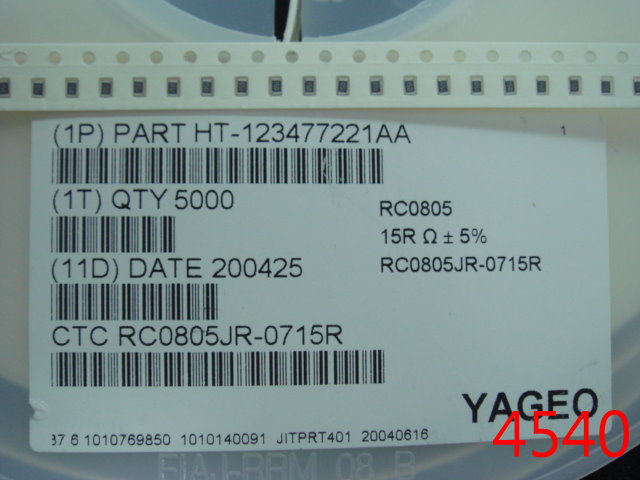 (1P) PART HT-123477221AA
1
(1T) QTY 5000
RC0805
15R Ω ± 5%
(11D) DATE 200425
RC0805JR-0715R
CTC RC0805JR-0715R
YAGEO
4540
37 6 1010769850 1010140091 JITPRT401 20040616
08 B